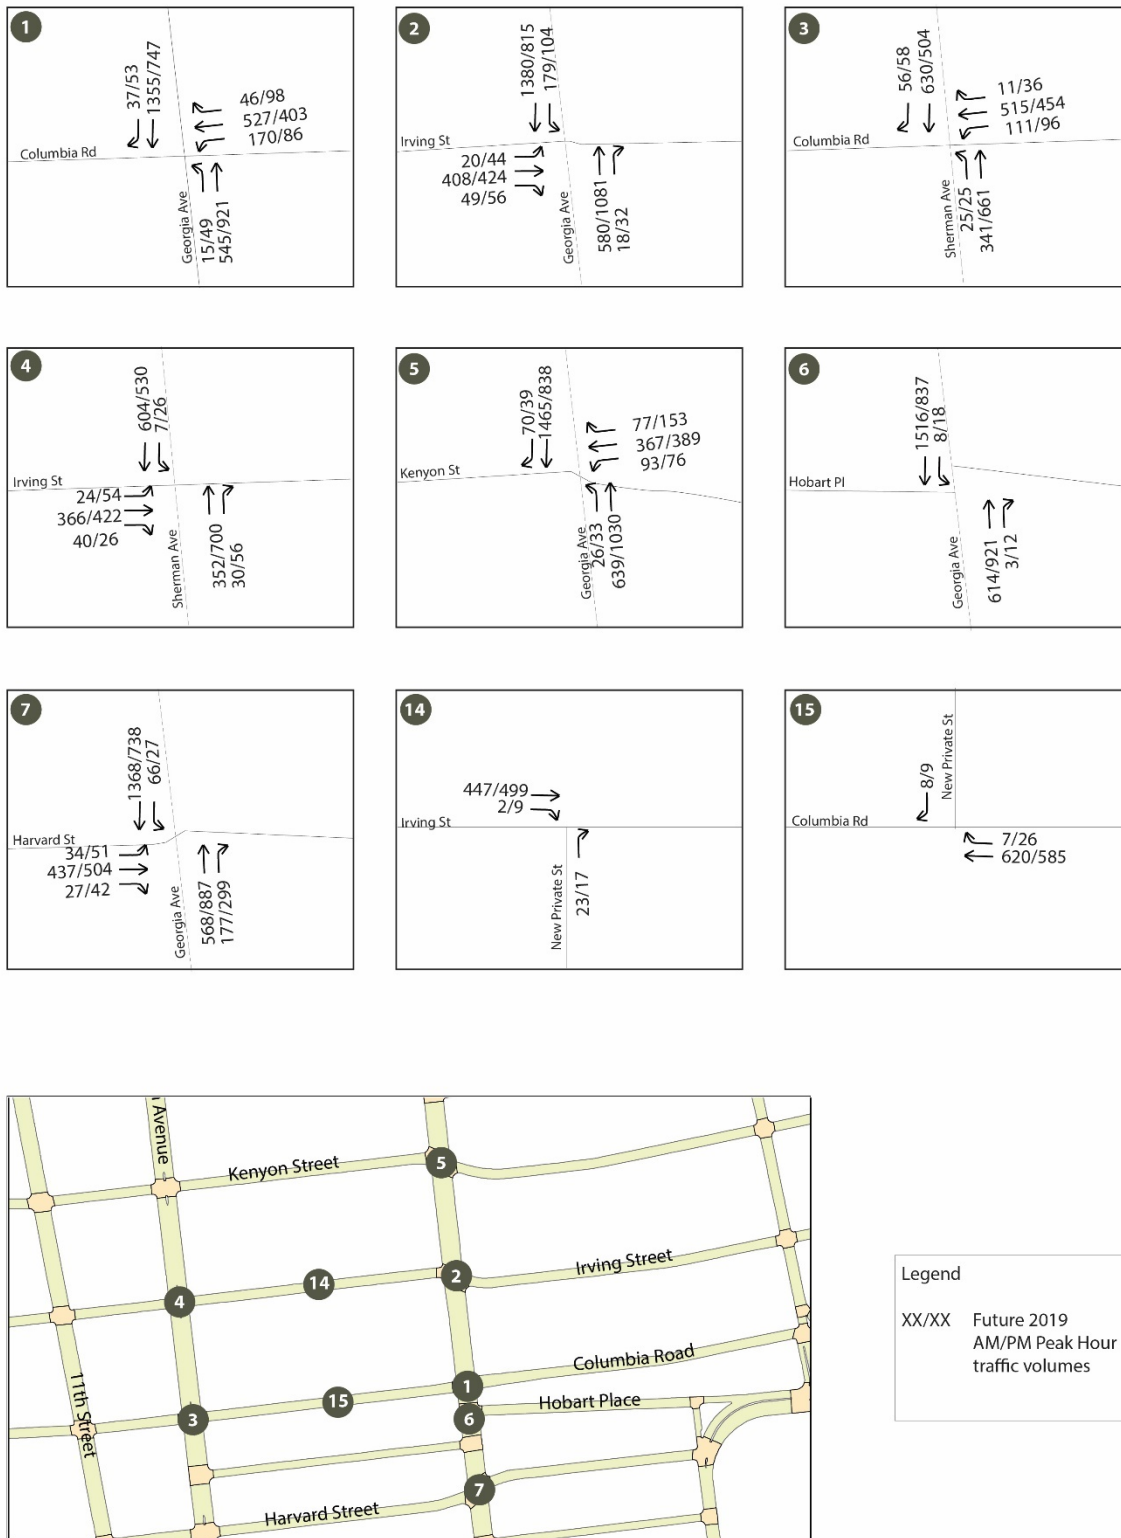 1
37/53
1355/747
46/98
527/403
170/86
Columbia Rd
Georgia Ave
15/49
545/921
2
1380/815
179/104
Irving St
20/44
408/424
49/56
Georgia Ave
580/1081
18/32
3
56/58
630/504
11/36
515/454
111/96
Columbia Rd
Sherman Ave
25/25
341/661
4
604/530
7/26
Irving St
24/54
366/422
40/26
Sherman Ave
352/700
30/56
5
70/39
1465/838
77/153
367/389
93/76
Kenyon St
Georgia Ave
26/33
639/1030
6
1516/837
8/18
Hobart Pl
Georgia Ave
614/921
3/12
7
1368/738
66/27
Harvard St
34/51
437/504
27/42
Georgia Ave
568/887
177/299
14
447/499
2/9
Irving St
New Private St
23/17
15
8/9
New Private St
Columbia Rd
7/26
620/585
Avenue
Kenyon Street
5
Irving Street
2
14
4
Columbia Road
1
Hobart Place
15
6
3
11th Street
7
Harvard Street
Legend
XX/XX Future 2019
AM/PM Peak Hour
traffic volumes